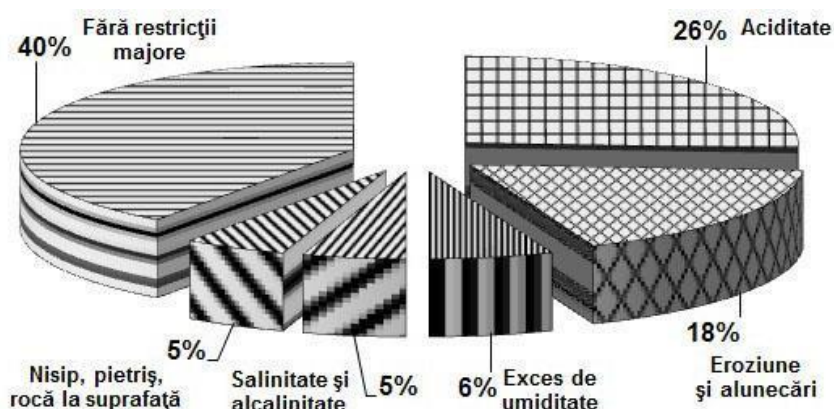 40%
Fără restricţii
majore
26% Aciditate
18%
Eroziune
şi alunecări
6%
Exces de
umiditate
5%
Salinitate şi
alcalinitate
5%
Nisip, pietriş,
rocă la suprafaţă